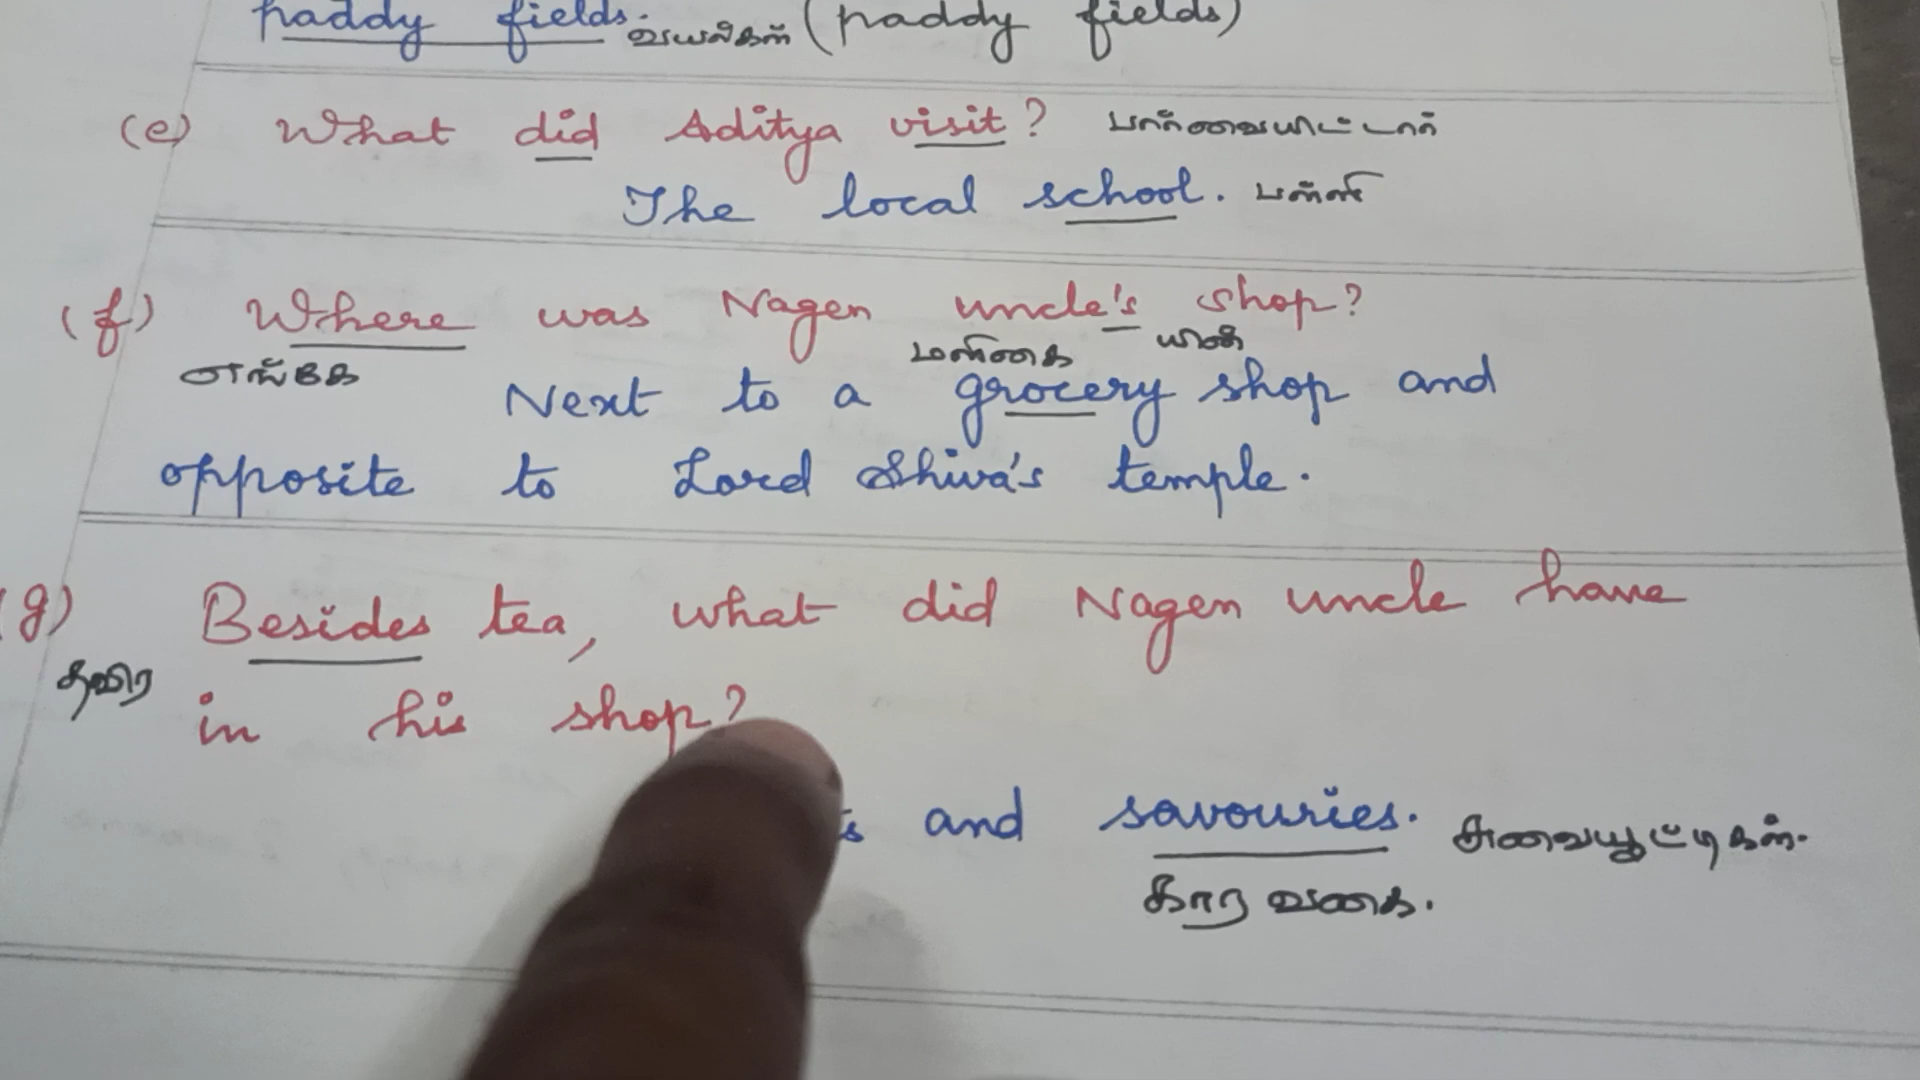 paddy fields. வயல்கள் (paddy fields)
(e) What did Aditya visit? பார்வையிட்டார்
The local school. பள்ளி
(f) Where was Nagen uncle's shop?
எங்கே மளிகை யின்
Next to a grocery shop and
opposite to Lord Shiva's temple.
(g) Besides tea, what did Nagen uncle have
தவிர
in his shop?
and savouries. சுவையூட்டிகள்.
கார வகை.